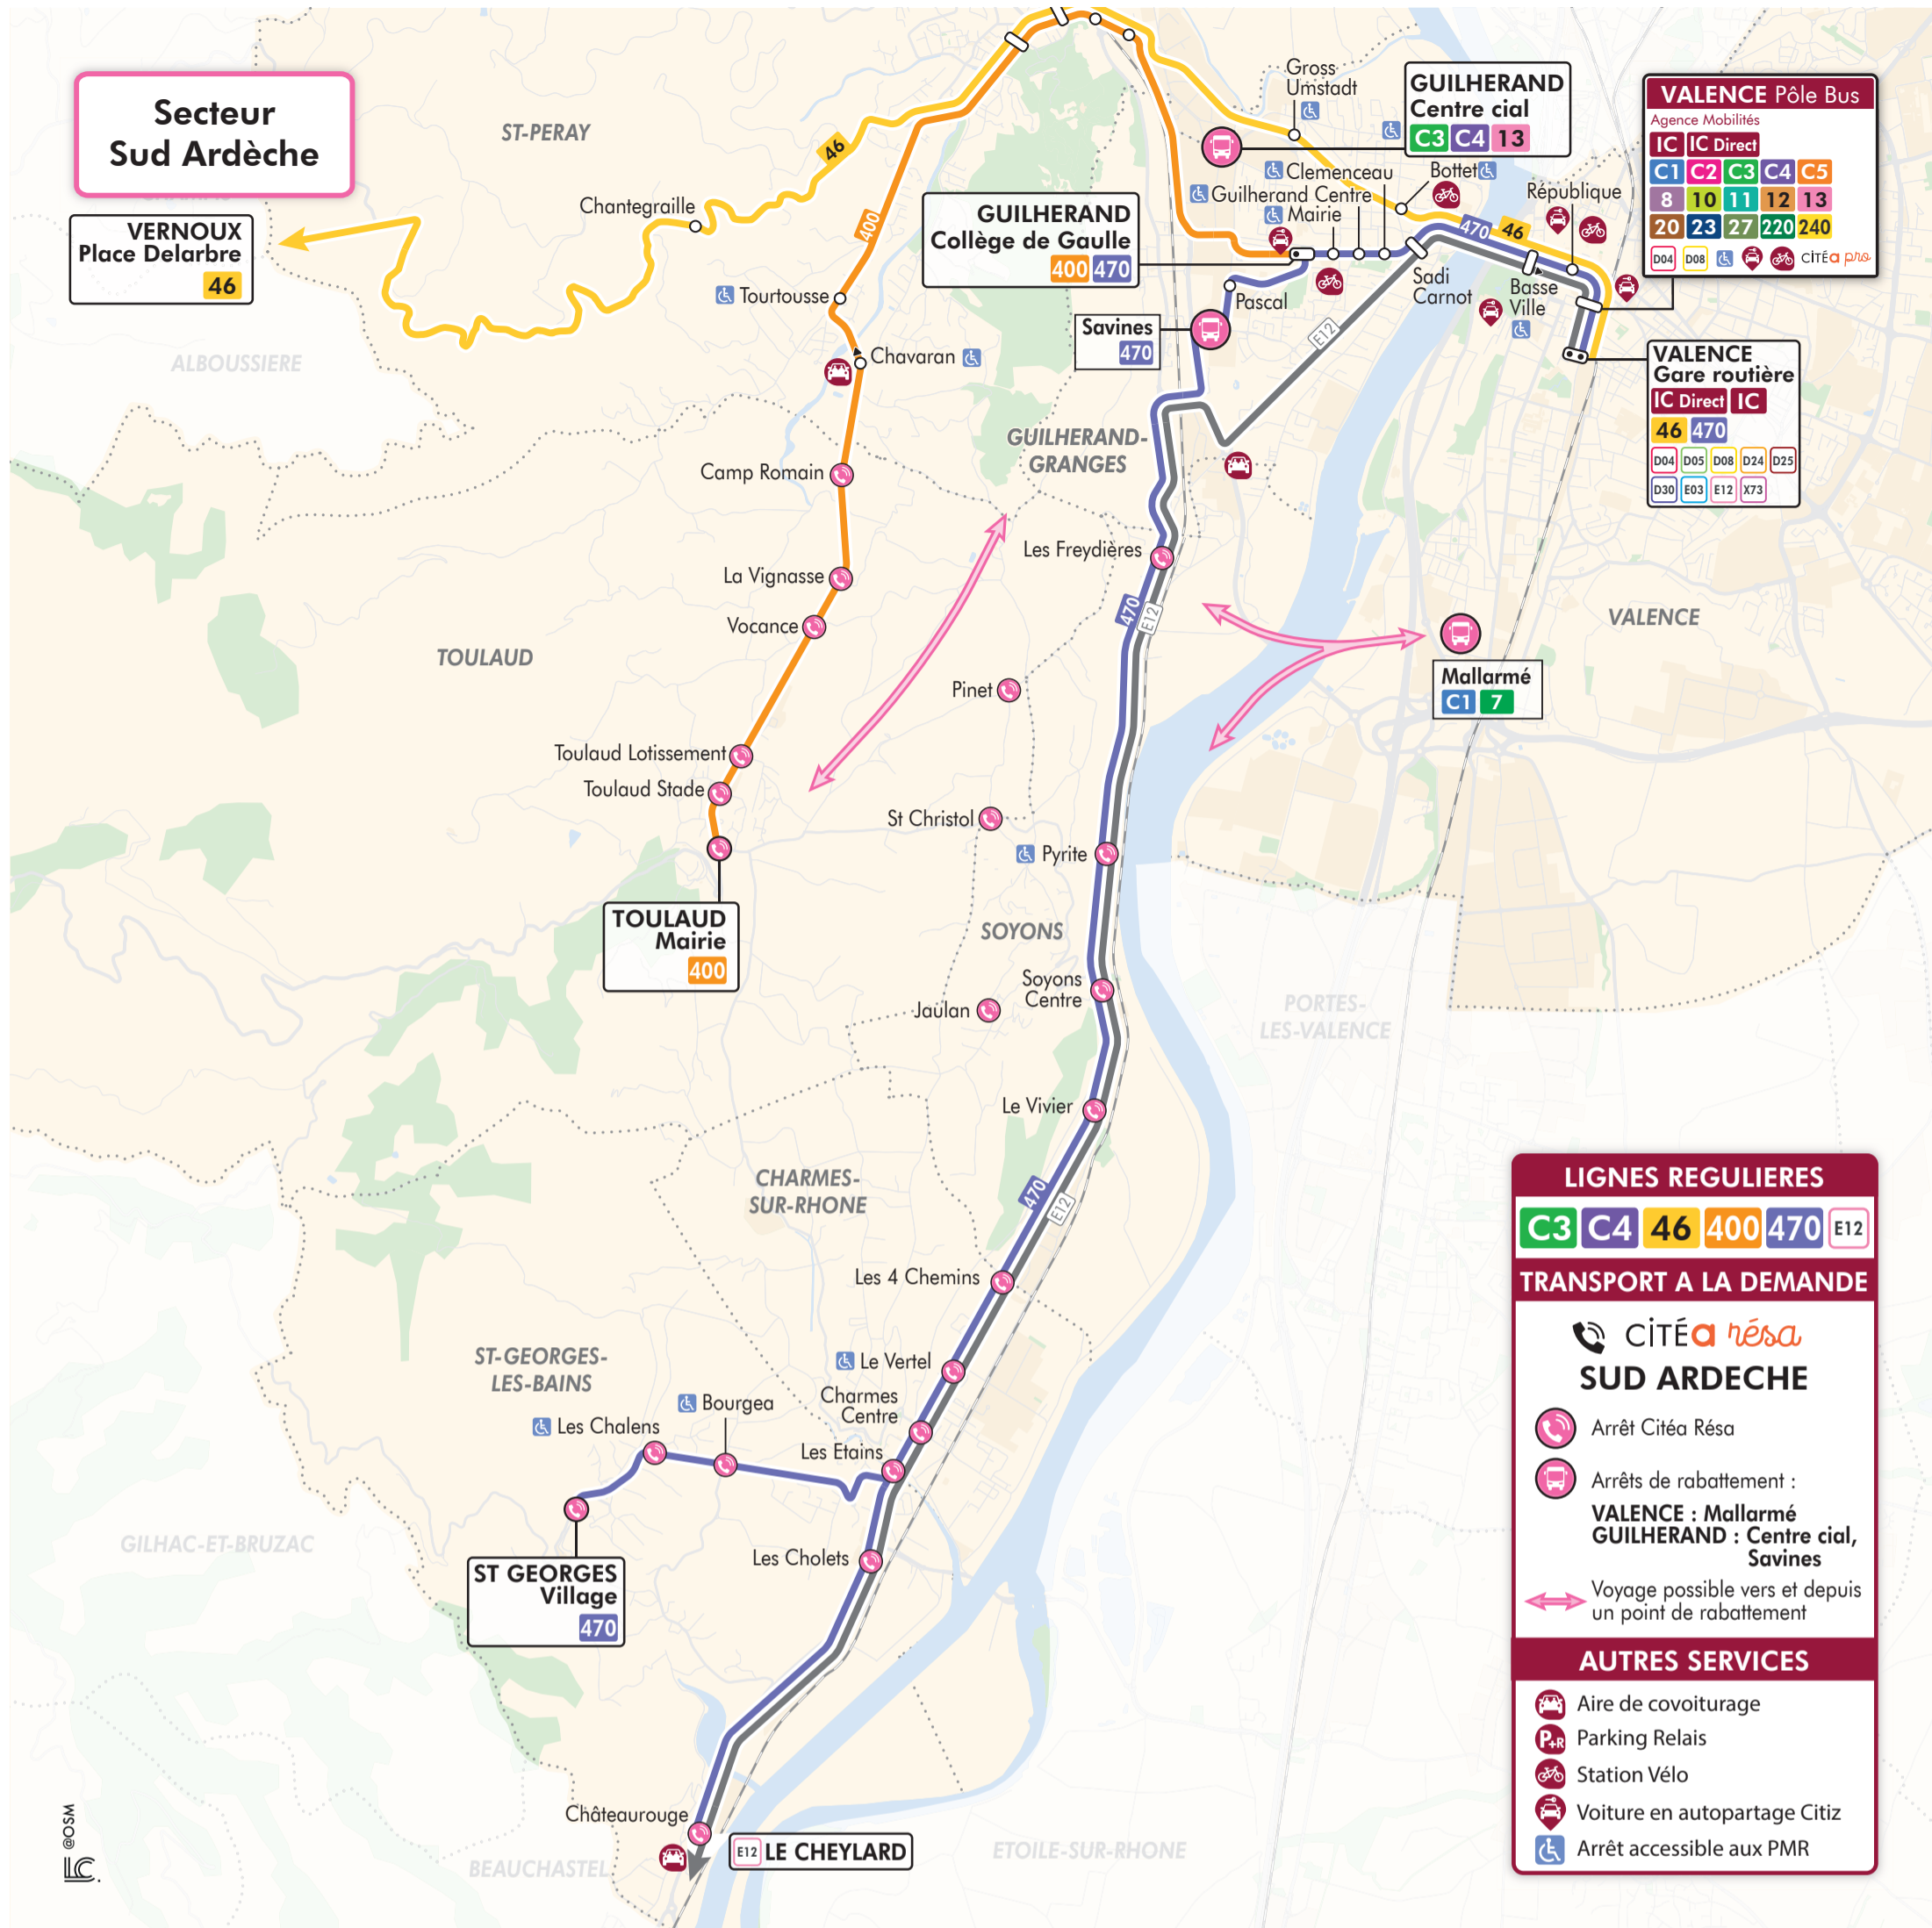 Secteur
Sud Ardèche
VERNOUX
Place Delarbre
46
ST-PERAY
Chantegraille
46
400
ALBOUSSIERE
Tourtousse
Chavaran
Camp Romain
La Vignasse
Vocance
TOULAUD
Toulaud Lotissement
Toulaud Stade
TOULAUD
Mairie
400
GUILHERAND
Collège de Gaulle
400 470
Savines
470
Pascal
Gross
Umstadt
GUILHERAND
Centre cial
C3 C4 13
Clemenceau
Guilherand Centre
Mairie
Bottet
République
470 46
Sadi
Carnot
Basse
Ville
E12
VALENCE Pôle Bus
Agence Mobilités
IC IC Direct
C1 C2 C3 C4 C5
8 10 11 12 13
20 23 27 220 240
D04 D08 CITÉa pro
VALENCE
Gare routière
IC Direct IC
46 470
D04 D05 D08 D24 D25
D30 E03 E12 X73
GUILHERAND-
GRANGES
Les Freydières
470 E12
VALENCE
Mallarmé
C1 7
Pinet
St Christol
Pyrite
SOYONS
Soyons
Centre
Jaulan
PORTES-
LES-VALENCE
Le Vivier
CHARMES-
SUR-RHONE
470 E12
Les 4 Chemins
ST-GEORGES-
LES-BAINS
Le Vertel
Charmes
Centre
Bourgea
Les Chalens
Les Etains
GILHAC-ET-BRUZAC
Les Cholets
ST GEORGES
Village
470
Châteaurouge
E12 LE CHEYLARD
BEAUCHASTEL
ETOILE-SUR-RHONE
@OSM
LIGNES REGULIERES
C3 C4 46 400 470 E12
TRANSPORT A LA DEMANDE
CITÉa résa
SUD ARDECHE
Arrêt Citéa Résa
Arrêts de rabattement :
VALENCE : Mallarmé
GUILHERAND : Centre cial,
Savines
Voyage possible vers et depuis
un point de rabattement
AUTRES SERVICES
Aire de covoiturage
P+R Parking Relais
Station Vélo
Voiture en autopartage Citiz
Arrêt accessible aux PMR